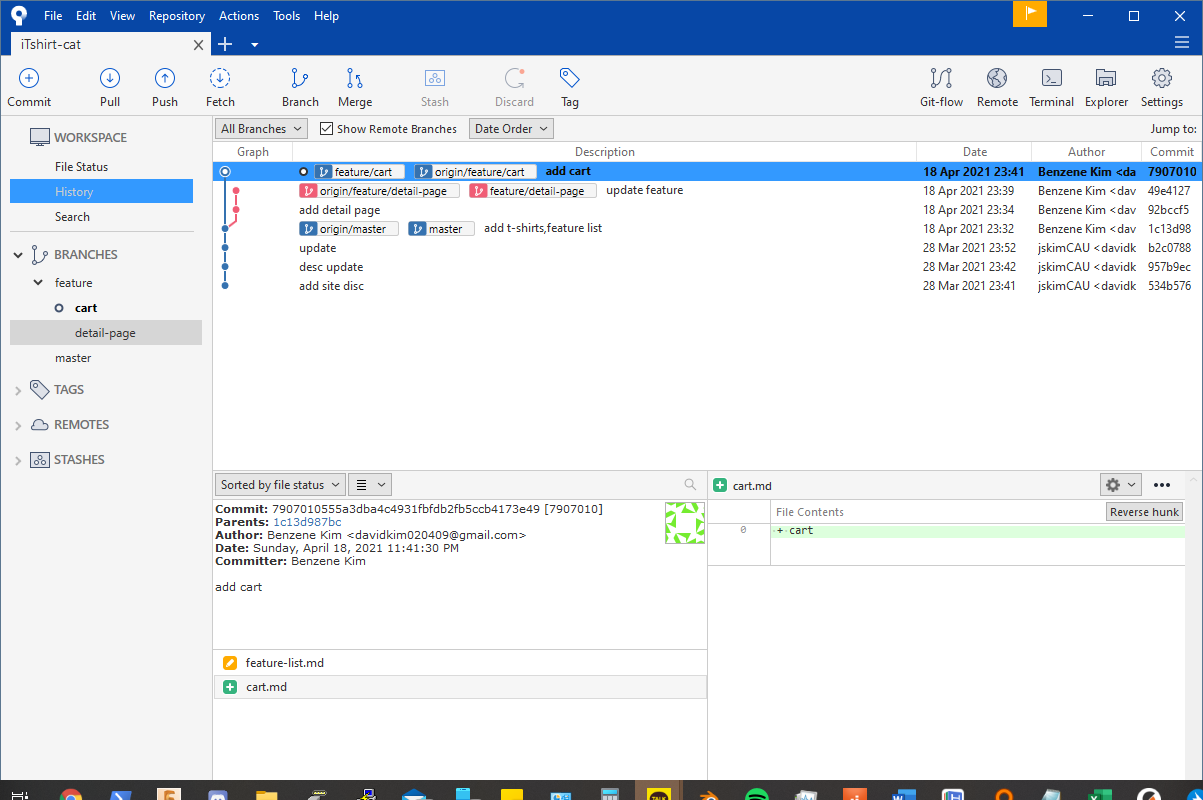 File Edit View Repository Actions Tools Help
iTshirt-cat
Commit Pull Push Fetch Branch Merge Stash Discard Tag Git-flow Remote Terminal Explorer Settings
WORKSPACE
File Status
History
Search
BRANCHES
feature
cart
detail-page
master
TAGS
REMOTES
STASHES
All Branches Show Remote Branches Date Order Jump to:
Graph Description Date Author Commit
feature/cart origin/feature/cart add cart 18 Apr 2021 23:41 Benzene Kim <da 7907010
origin/feature/detail-page feature/detail-page update feature 18 Apr 2021 23:39 Benzene Kim <dav 49e4127
add detail page 18 Apr 2021 23:34 Benzene Kim <dav 92bccf5
origin/master master add t-shirts,feature list 18 Apr 2021 23:32 Benzene Kim <dav 1c13d98
update 28 Mar 2021 23:52 jskimCAU <davidk b2c0788
desc update 28 Mar 2021 23:42 jskimCAU <davidk 957b9ec
add site disc 28 Mar 2021 23:41 jskimCAU <davidk 534b576
Sorted by file status
Commit: 7907010555a3dba4c4931fbfdb2fb5ccb4173e49 [7907010]
Parents: 1c13d987bc
Author: Benzene Kim <davidkim020409@gmail.com>
Date: Sunday, April 18, 2021 11:41:30 PM
Committer: Benzene Kim
add cart
feature-list.md
cart.md
cart.md
File Contents Reverse hunk
0 + cart
TALK